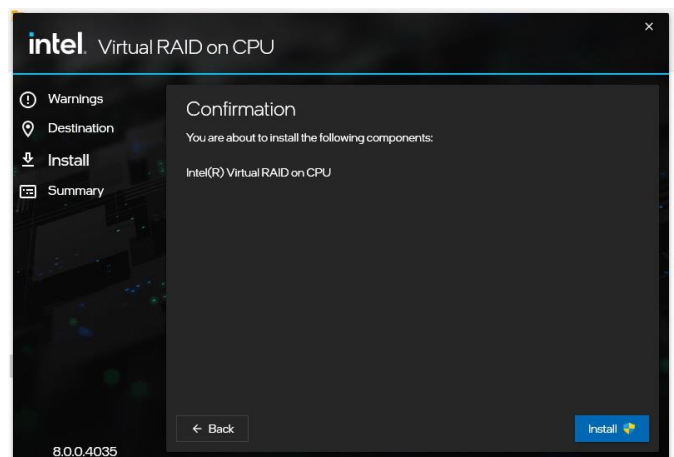 intel. Virtual RAID on CPU
Warnings
Destination
Install
Summary
Confirmation
You are about to install the following components:
Intel(R) Virtual RAID on CPU
Back
Install
8.0.0.4035